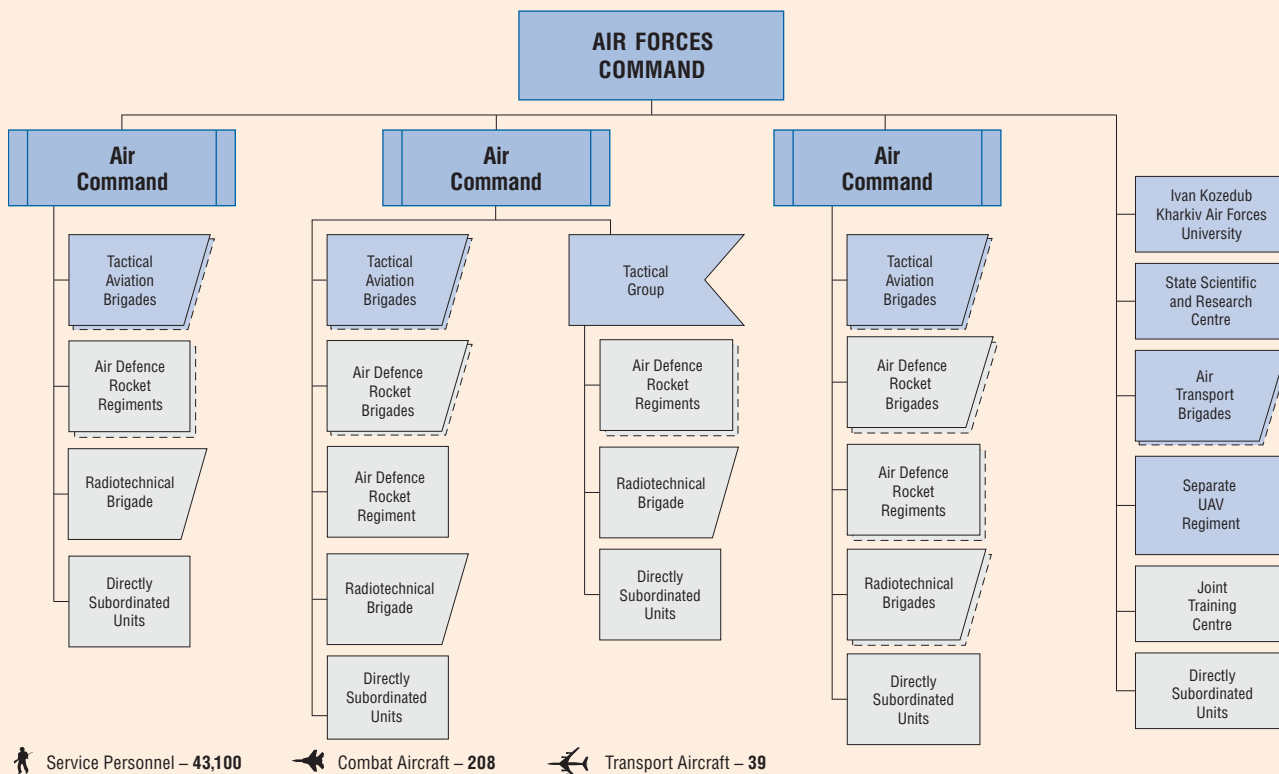 AIR FORCES
COMMAND
Air
Command
Tactical
Aviation
Brigades
Air Defence
Rocket
Regiments
Radiotechnical
Brigade
Directly
Subordinated
Units
Air
Command
Tactical
Aviation
Brigades
Air Defence
Rocket
Brigades
Air Defence
Rocket
Regiment
Radiotechnical
Brigade
Directly
Subordinated
Units
Tactical
Group
Air Defence
Rocket
Regiments
Radiotechnical
Brigade
Directly
Subordinated
Units
Air
Command
Tactical
Aviation
Brigades
Air Defence
Rocket
Brigades
Air Defence
Rocket
Regiments
Radiotechnical
Brigades
Directly
Subordinated
Units
Ivan Kozedub
Kharkiv Air Forces
University
State Scientific
and Research
Centre
Air
Transport
Brigades
Separate
UAV
Regiment
Joint
Training
Centre
Directly
Subordinated
Units
Service Personnel – 43,100 Combat Aircraft – 208 Transport Aircraft – 39